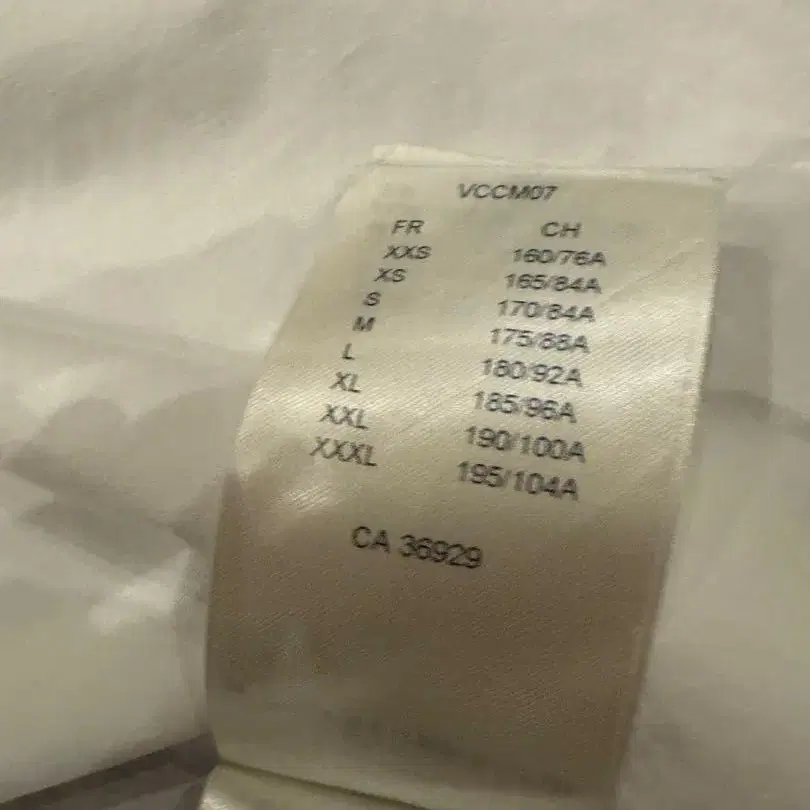 VCCM07
FR CH
XXS 160/76A
XS 165/84A
S 170/84A
M 175/88A
L 180/92A
XL 185/96A
XXL 190/100A
XXXL 195/104A
CA 36929